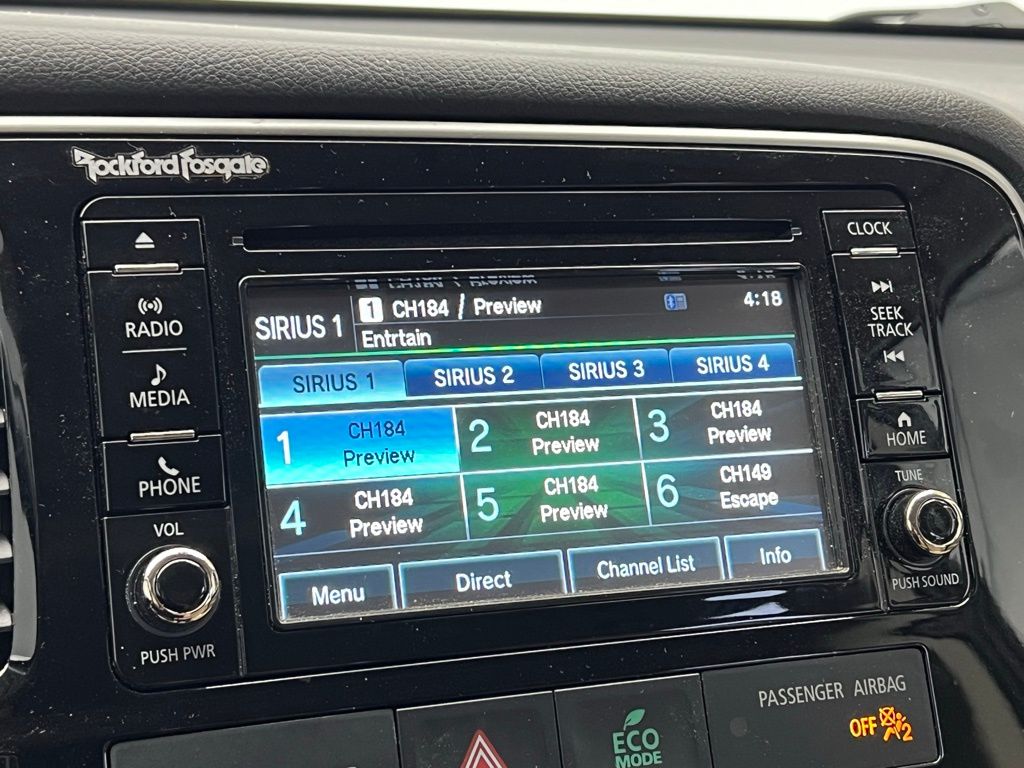 Rockford Fosgate
CLOCK
RADIO
MEDIA
PHONE
VOL
PUSH PWR
SIRIUS 1
1 CH184 / Preview
4:18
Entrtain
SIRIUS 1 SIRIUS 2 SIRIUS 3 SIRIUS 4
1 CH184 Preview
2 CH184 Preview
3 CH184 Preview
4 CH184 Preview
5 CH184 Preview
6 CH149 Escape
Menu Direct Channel List Info
SEEK
TRACK
HOME
TUNE
PUSH SOUND
ECO
MODE
PASSENGER AIRBAG
OFF 2